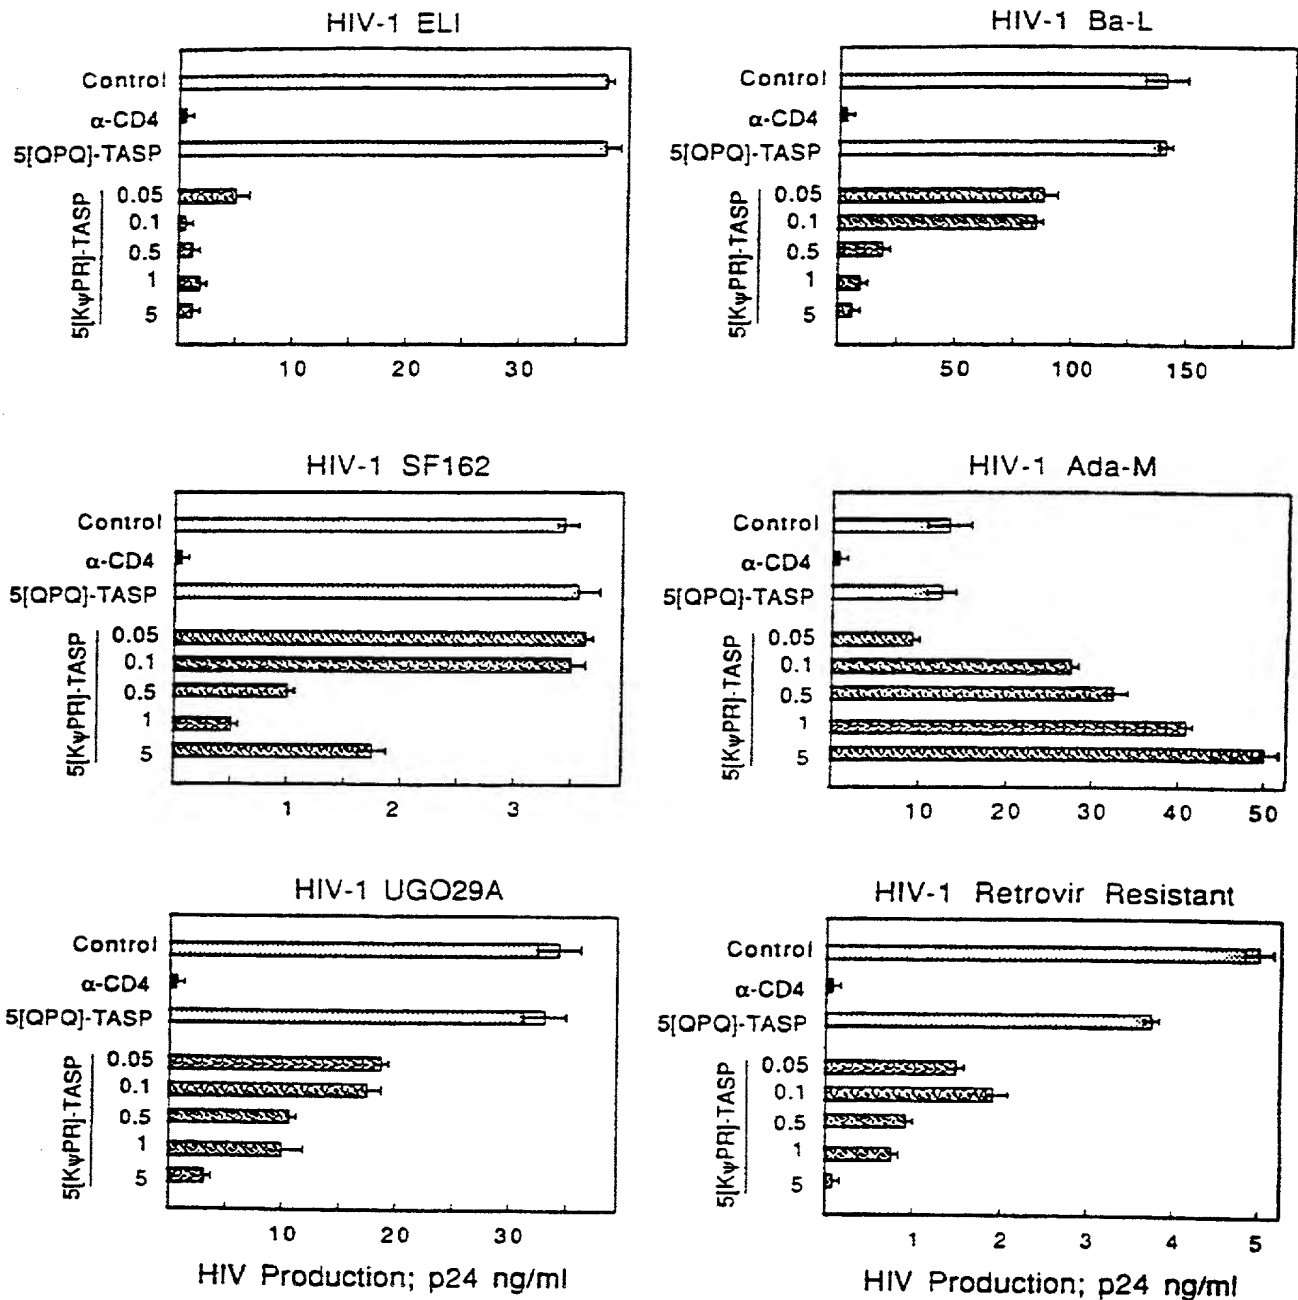 HIV-1 ELI
Control
α-CD4
5[QPQ]-TASP
5[KψPR]-TASP
0.05
0.1
0.5
1
5
10 20 30
HIV-1 Ba-L
Control
α-CD4
5[QPQ]-TASP
5[KψPR]-TASP
0.05
0.1
0.5
1
5
50 100 150
HIV-1 SF162
Control
α-CD4
5[QPQ]-TASP
5[KψPR]-TASP
0.05
0.1
0.5
1
5
1 2 3
HIV-1 Ada-M
Control
α-CD4
5[QPQ]-TASP
5[KψPR]-TASP
0.05
0.1
0.5
1
5
10 20 30 40 50
HIV-1 UGO29A
Control
α-CD4
5[QPQ]-TASP
5[KψPR]-TASP
0.05
0.1
0.5
1
5
10 20 30
HIV Production; p24 ng/ml
HIV-1 Retrovir Resistant
Control
α-CD4
5[QPQ]-TASP
5[KψPR]-TASP
0.05
0.1
0.5
1
5
1 2 3 4 5
HIV Production; p24 ng/ml